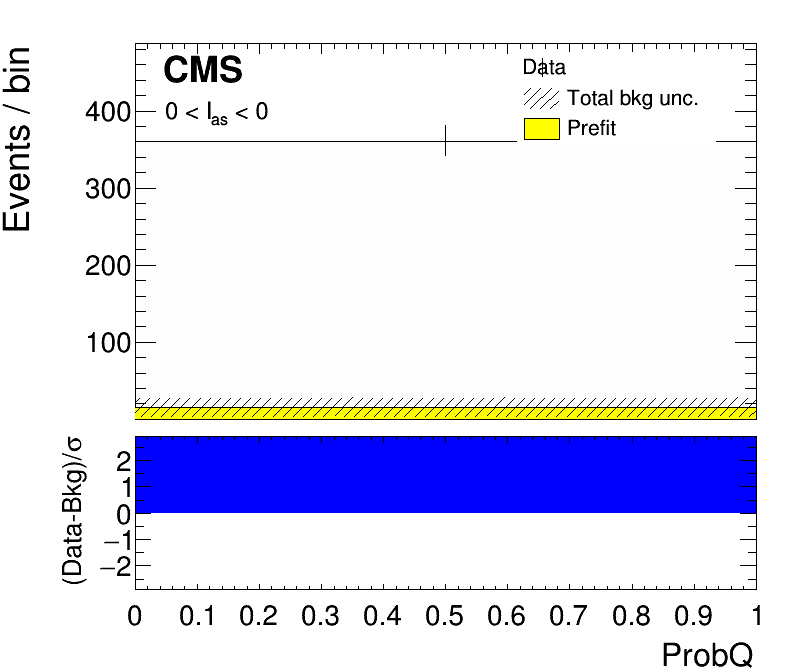 CMS
0 < Ias < 0
Data
Total bkg unc.
Prefit
Events / bin
400
300
200
100
(Data-Bkg)/σ
2
1
0
−1
−2
0 0.1 0.2 0.3 0.4 0.5 0.6 0.7 0.8 0.9 1
ProbQ